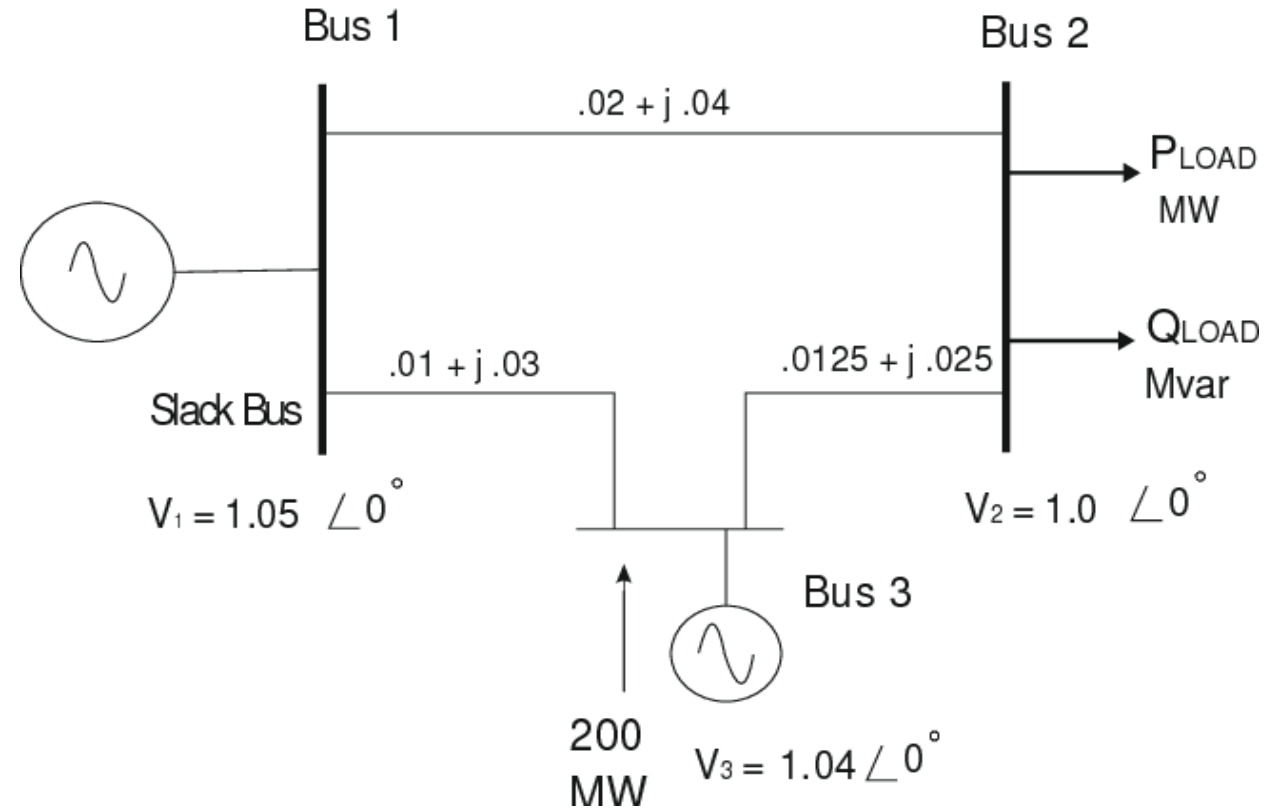 Bus 1
Bus 2
.02 + j .04
PLOAD
MW
QLOAD
Mvar
.01 + j .03
.0125 + j .025
Slack Bus
V₁ = 1.05 ∠0°
V₂ = 1.0 ∠0°
Bus 3
200
MW
V₃ = 1.04 ∠0°